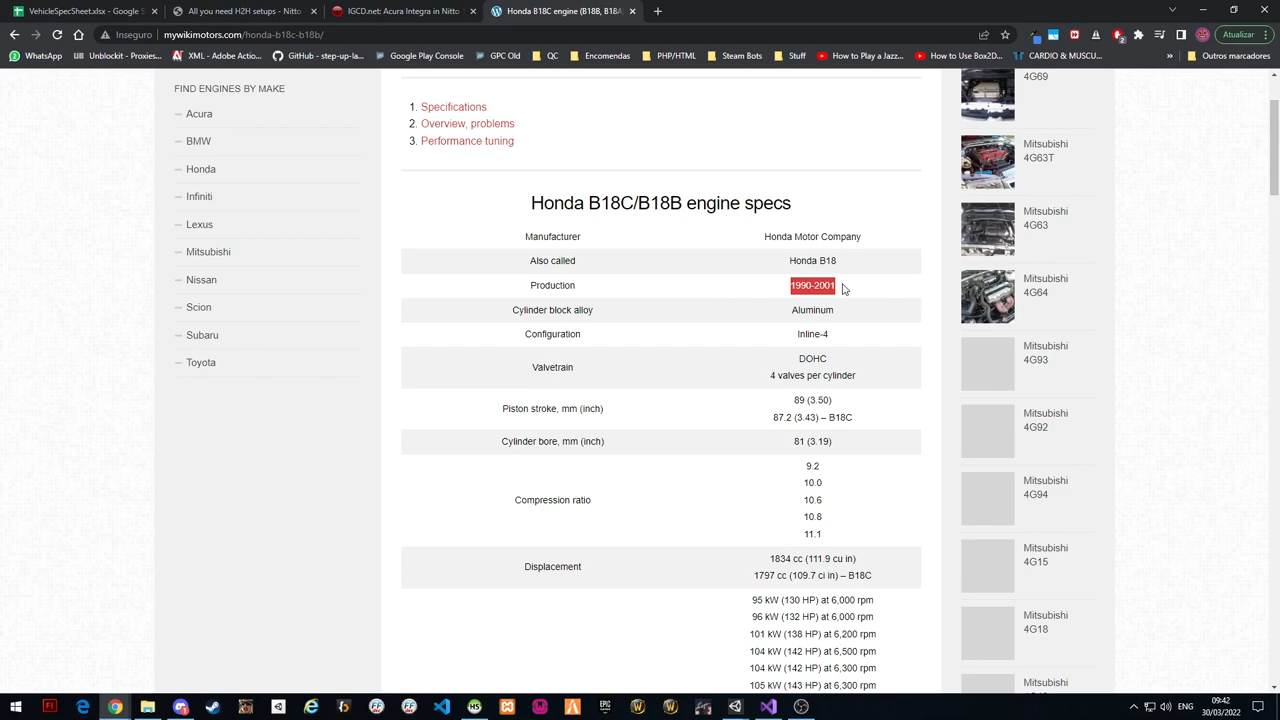 VehicleSpecSheet.xlsx - Google S
XML - need H2H setups - Nitto
IGCD.net: Acura Integra in Nitto
Honda B18C engine (B18B, B18A
Inseguro
mywikimotors.com/honda-b18c-b18b/
Atualizar
WhatsApp
Unblockit - Proxies...
XML - Adobe Action...
GitHub - step-up-la...
Google Play Console
GPC Old
QC
Encomendas
PHP/HTML
Steam Bots
Stuff
How to Play a Jazz...
How to Use Box2D...
CARDIO & MUSCU...
»
Outros marcadores
FIND ENGINES BY MAKE
Acura
BMW
Honda
Infiniti
Lexus
Mitsubishi
Nissan
Scion
Subaru
Toyota
1. Specifications
2. Overview, problems
3. Performance tuning
Honda B18C/B18B engine specs
Manufacturer Honda Motor Company
Also called Honda B18
Production 1990-2001
Cylinder block alloy Aluminum
Configuration Inline-4
Valvetrain DOHC
4 valves per cylinder
Piston stroke, mm (inch) 89 (3.50)
87.2 (3.43) – B18C
Cylinder bore, mm (inch) 81 (3.19)
Compression ratio 9.2
10.0
10.6
10.8
11.1
Displacement 1834 cc (111.9 cu in)
1797 cc (109.7 ci in) – B18C
95 kW (130 HP) at 6,000 rpm
96 kW (132 HP) at 6,000 rpm
101 kW (138 HP) at 6,200 rpm
104 kW (142 HP) at 6,500 rpm
104 kW (142 HP) at 6,300 rpm
105 kW (143 HP) at 6,300 rpm
4G69
Mitsubishi
4G63T
Mitsubishi
4G63
Mitsubishi
4G64
Mitsubishi
4G93
Mitsubishi
4G92
Mitsubishi
4G94
Mitsubishi
4G15
Mitsubishi
4G18
Mitsubishi
ENG
09:42
30/03/2022